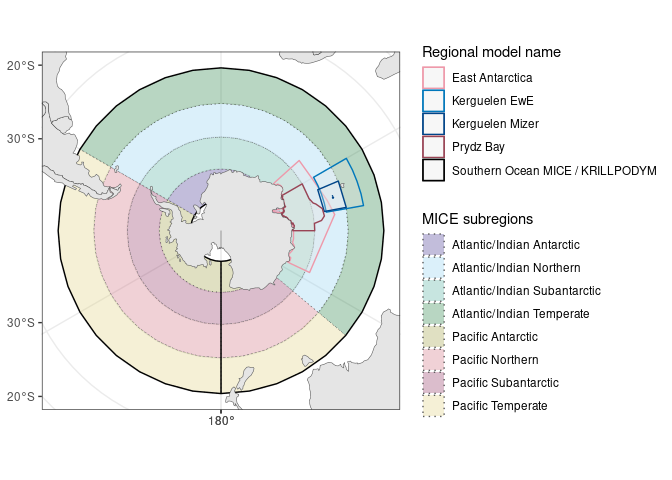 20°S
30°S
30°S
20°S
180°
Regional model name
East Antarctica
Kerguelen EwE
Kerguelen Mizer
Prydz Bay
Southern Ocean MICE / KRILLPODYM
MICE subregions
Atlantic/Indian Antarctic
Atlantic/Indian Northern
Atlantic/Indian Subantarctic
Atlantic/Indian Temperate
Pacific Antarctic
Pacific Northern
Pacific Subantarctic
Pacific Temperate